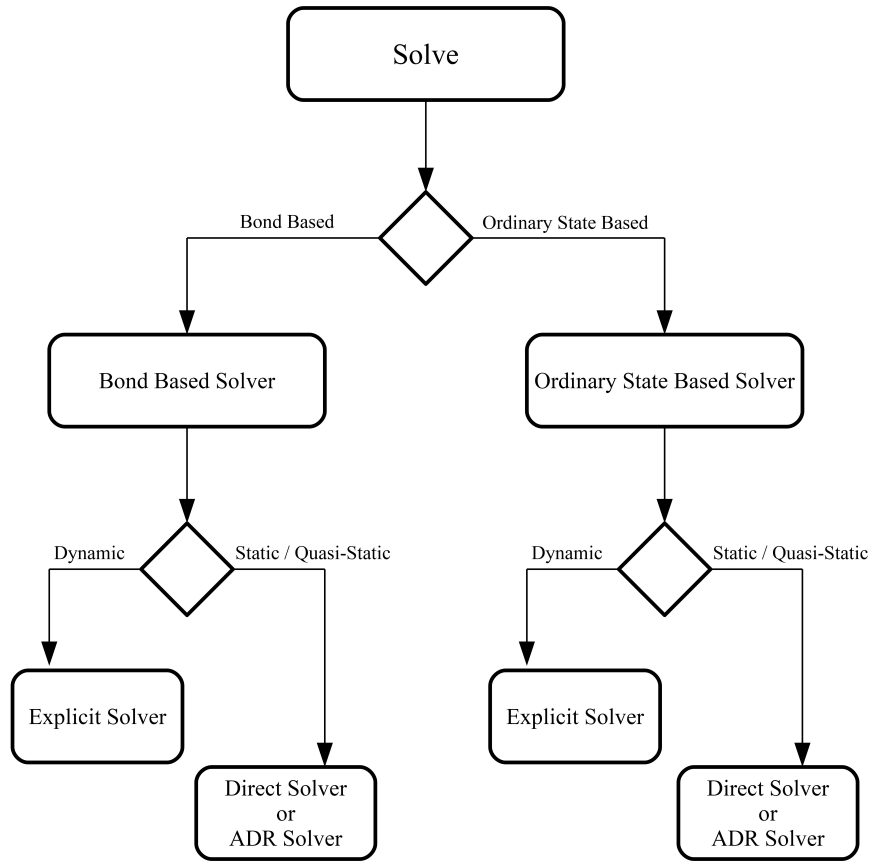 Solve
Bond Based
Ordinary State Based
Bond Based Solver
Ordinary State Based Solver
Dynamic
Static / Quasi-Static
Dynamic
Static / Quasi-Static
Explicit Solver
Explicit Solver
Direct Solver
or
ADR Solver
Direct Solver
or
ADR Solver